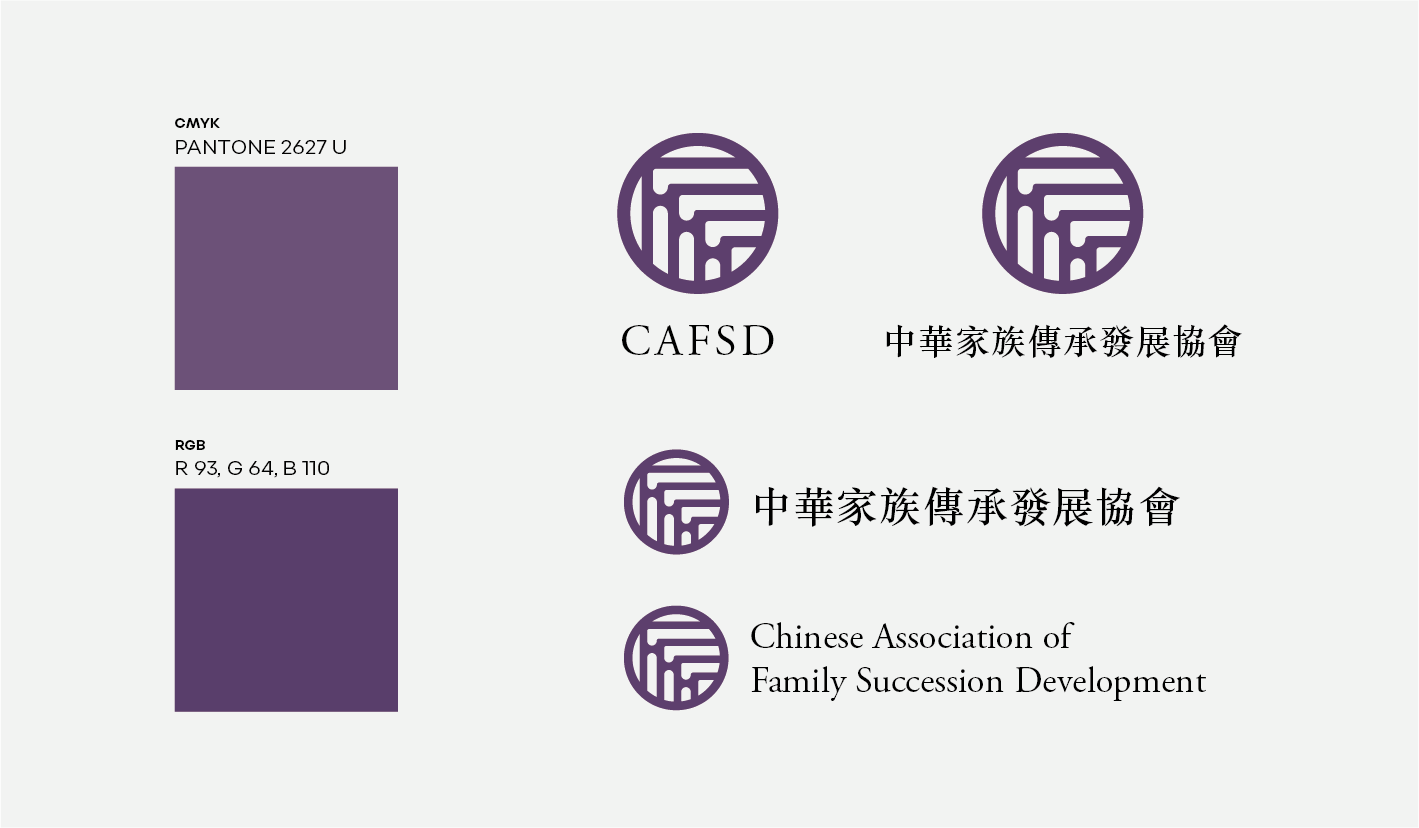 CMYK
PANTONE 2627 U
RGB
R 93, G 64, B 110
CAFSD
中華家族傳承發展協會
中華家族傳承發展協會
Chinese Association of
Family Succession Development